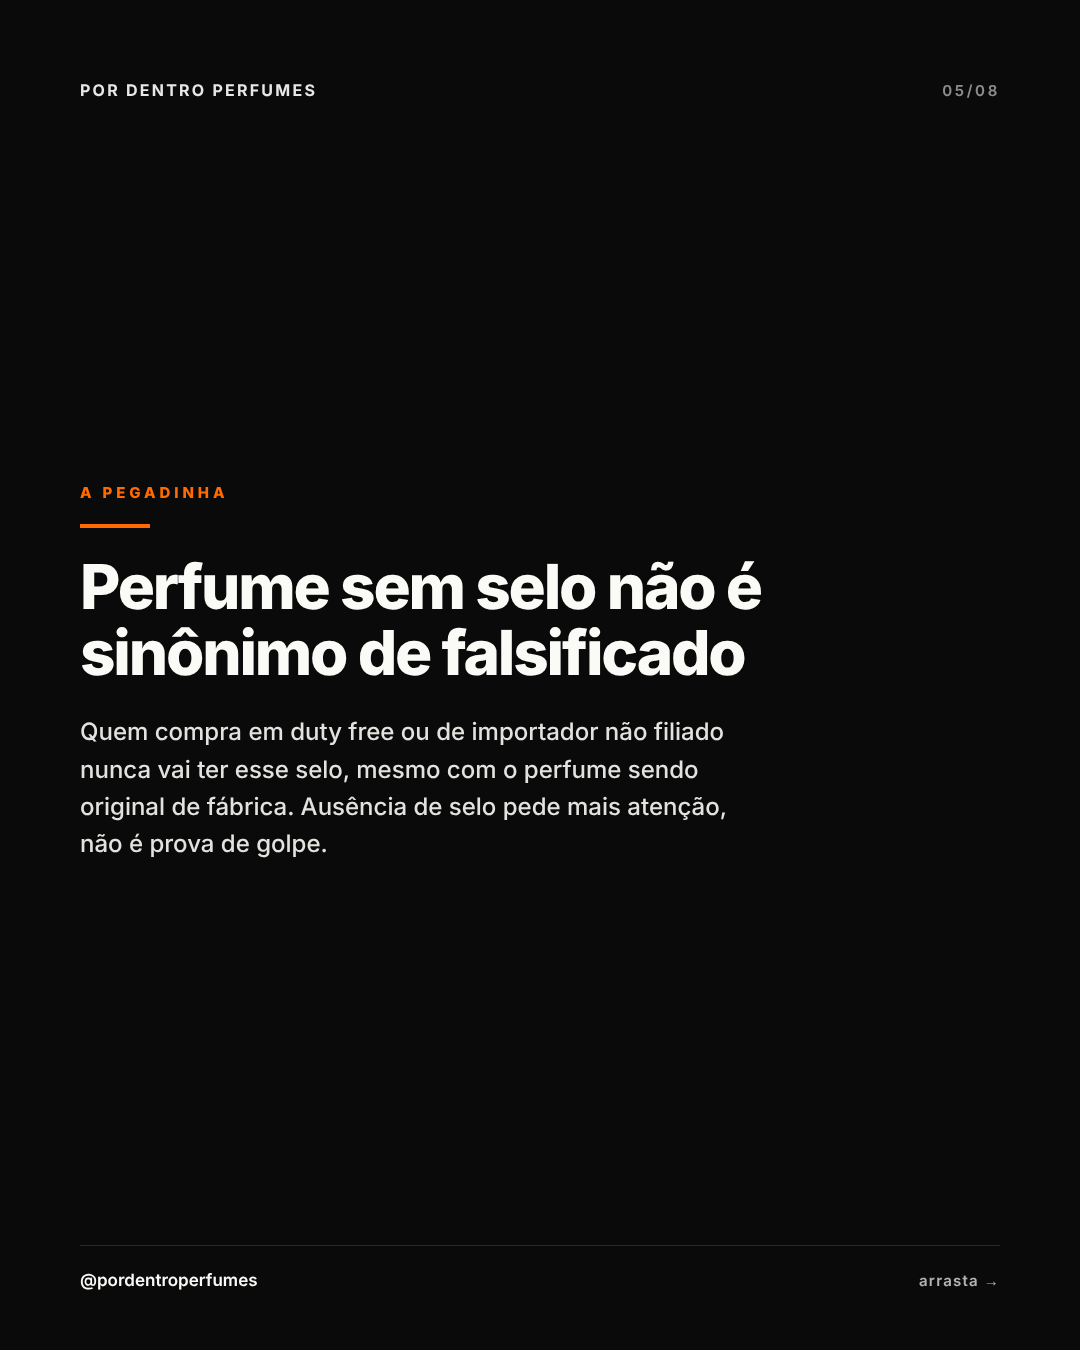 POR DENTRO PERFUMES
05/08
A PEGADINHA
Perfume sem selo não é
sinônimo de falsificado
Quem compra em duty free ou de importador não filiado
nunca vai ter esse selo, mesmo com o perfume sendo
original de fábrica. Ausência de selo pede mais atenção,
não é prova de golpe.
@pordentroperfumes
arrasta →